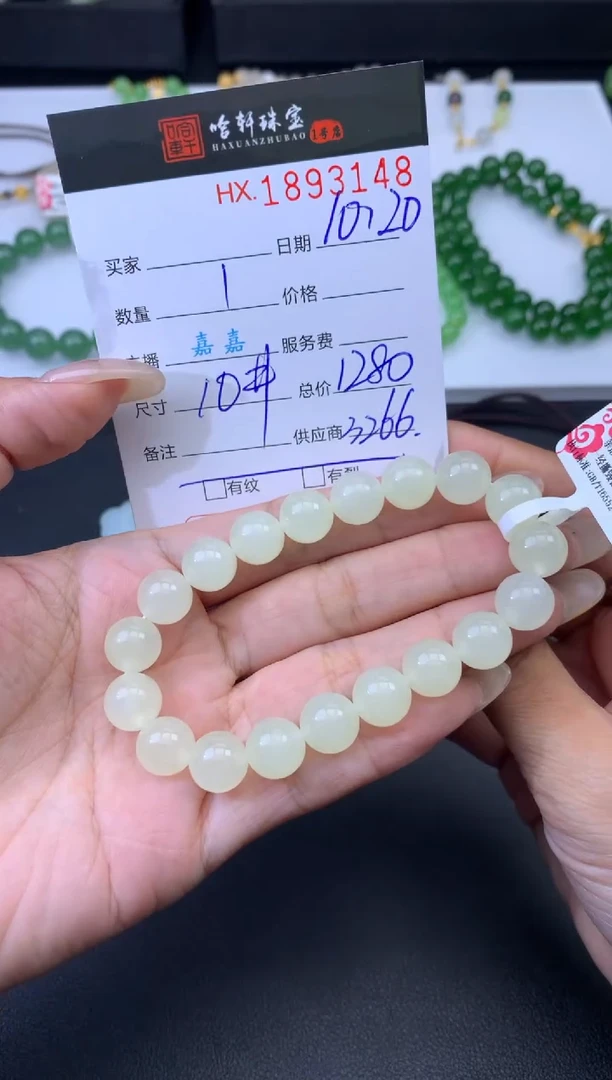 哈轩珠宝 1号店
HAXUANZHUBAO
HX.1893148
买家 日期 10.20
数量 1 价格
主播 嘉嘉 服务费
尺寸 10# 总价 1280
备注 供应商 3266.
□有纹 □有裂